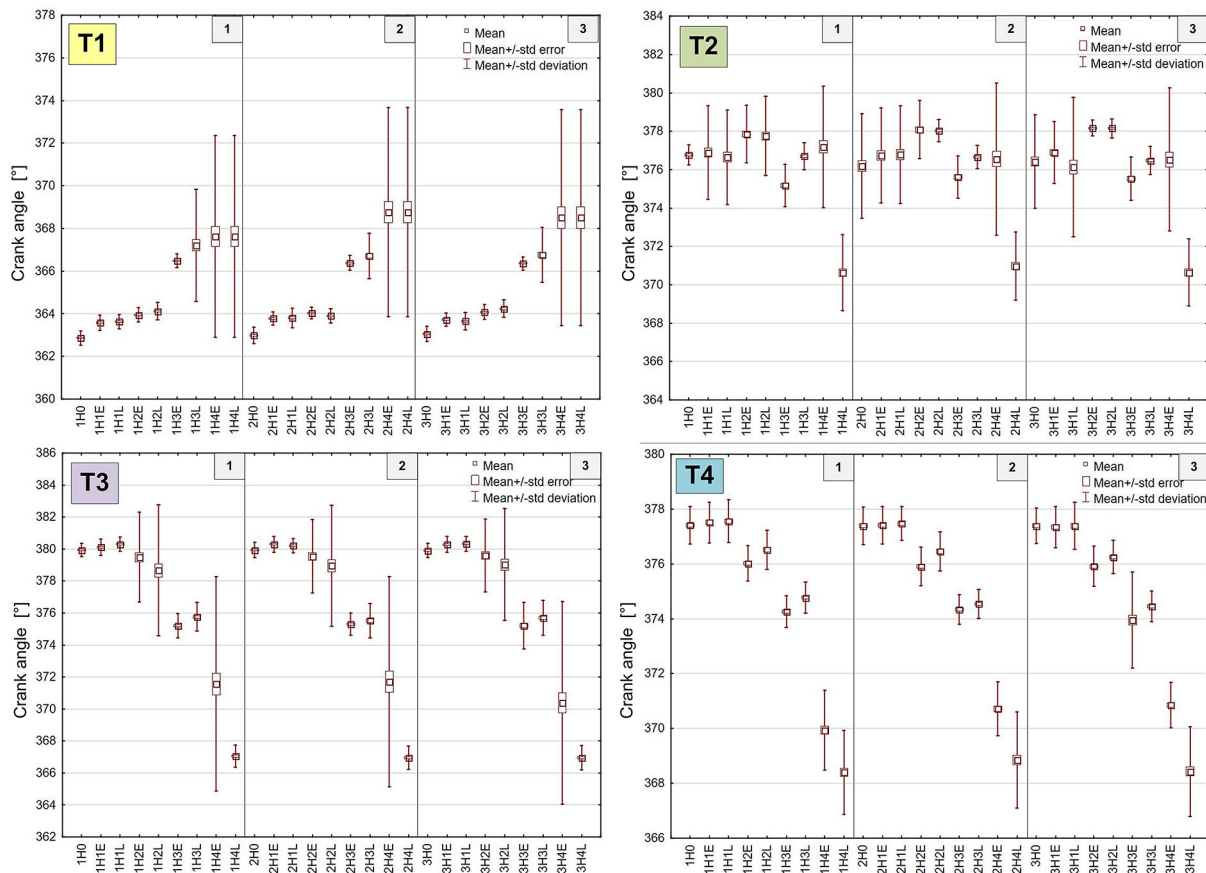 T1
1
2
3
Mean
Mean+/-std error
Mean+/-std deviation
Crank angle [°]
378
376
374
372
370
368
366
364
362
360
1H0
1H1E
1H1L
1H2E
1H2L
1H3E
1H3L
1H4E
1H4L
2H0
2H1E
2H1L
2H2E
2H2L
2H3E
2H3L
2H4E
2H4L
3H0
3H1E
3H1L
3H2E
3H2L
3H3E
3H3L
3H4E
3H4L
T2
1
2
3
Mean
Mean+/-std error
Mean+/-std deviation
Crank angle [°]
384
382
380
378
376
374
372
370
368
366
364
1H0
1H1E
1H1L
1H2E
1H2L
1H3E
1H3L
1H4E
1H4L
2H0
2H1E
2H1L
2H2E
2H2L
2H3E
2H3L
2H4E
2H4L
3H0
3H1E
3H1L
3H2E
3H2L
3H3E
3H3L
3H4E
3H4L
T3
1
2
3
Mean
Mean+/-std error
Mean+/-std deviation
Crank angle [°]
386
384
382
380
378
376
374
372
370
368
366
364
362
1H0
1H1E
1H1L
1H2E
1H2L
1H3E
1H3L
1H4E
1H4L
2H0
2H1E
2H1L
2H2E
2H2L
2H3E
2H3L
2H4E
2H4L
3H0
3H1E
3H1L
3H2E
3H2L
3H3E
3H3L
3H4E
3H4L
T4
1
2
3
Mean
Mean+/-std error
Mean+/-std deviation
Crank angle [°]
380
378
376
374
372
370
368
366
1H0
1H1E
1H1L
1H2E
1H2L
1H3E
1H3L
1H4E
1H4L
2H0
2H1E
2H1L
2H2E
2H2L
2H3E
2H3L
2H4E
2H4L
3H0
3H1E
3H1L
3H2E
3H2L
3H3E
3H3L
3H4E
3H4L